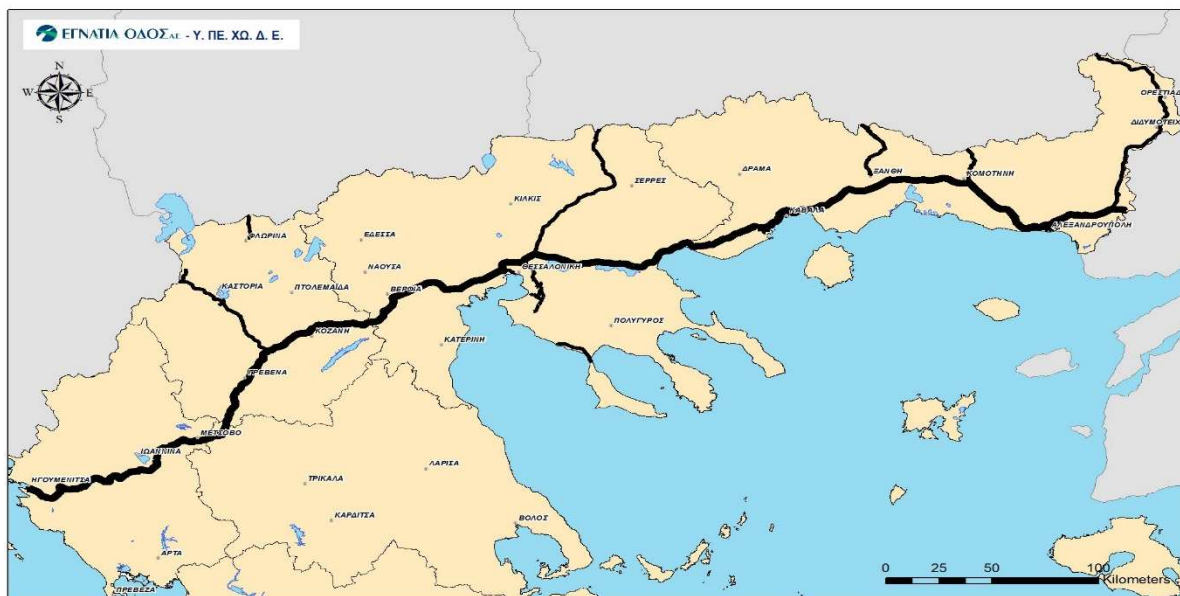 ΕΓΝΑΤΙΑ ΟΔΟΣ Α.Ε. - Υ. ΠΕ. ΧΩ. Δ. Ε.
N
W E
S
ΟΡΕΣΤΙΑΔ
ΔΙΔΥΜΟΤΕΙΧ
ΔΡΑΜΑ
ΞΑΝΘΗ
ΚΟΜΟΤΗΝΗ
ΣΕΡΡΕΣ
ΚΙΛΚΙΣ
ΚΑΒΑΛΑ
ΑΛΕΞΑΝΔΡΟΥΠΟΛΗ
ΦΛΩΡΙΝΑ
ΕΔΕΣΣΑ
ΝΑΟΥΣΑ
ΘΕΣΣΑΛΟΝΙΚΗ
ΚΑΣΤΟΡΙΑ
ΠΤΟΛΕΜΑΪΔΑ
ΒΕΡΟΙΑ
ΠΟΛΥΓΥΡΟΣ
ΚΟΖΑΝΗ
ΚΑΤΕΡΙΝΗ
ΓΡΕΒΕΝΑ
ΜΕΤΣΟΒΟ
ΙΩΑΝΝΙΝΑ
ΗΓΟΥΜΕΝΙΤΣΑ
ΛΑΡΙΣΑ
ΤΡΙΚΑΛΑ
ΚΑΡΔΙΤΣΑ
ΒΟΛΟΣ
ΑΡΤΑ
ΠΡΕΒΕΖΑ
0 25 50 100
Kilometers